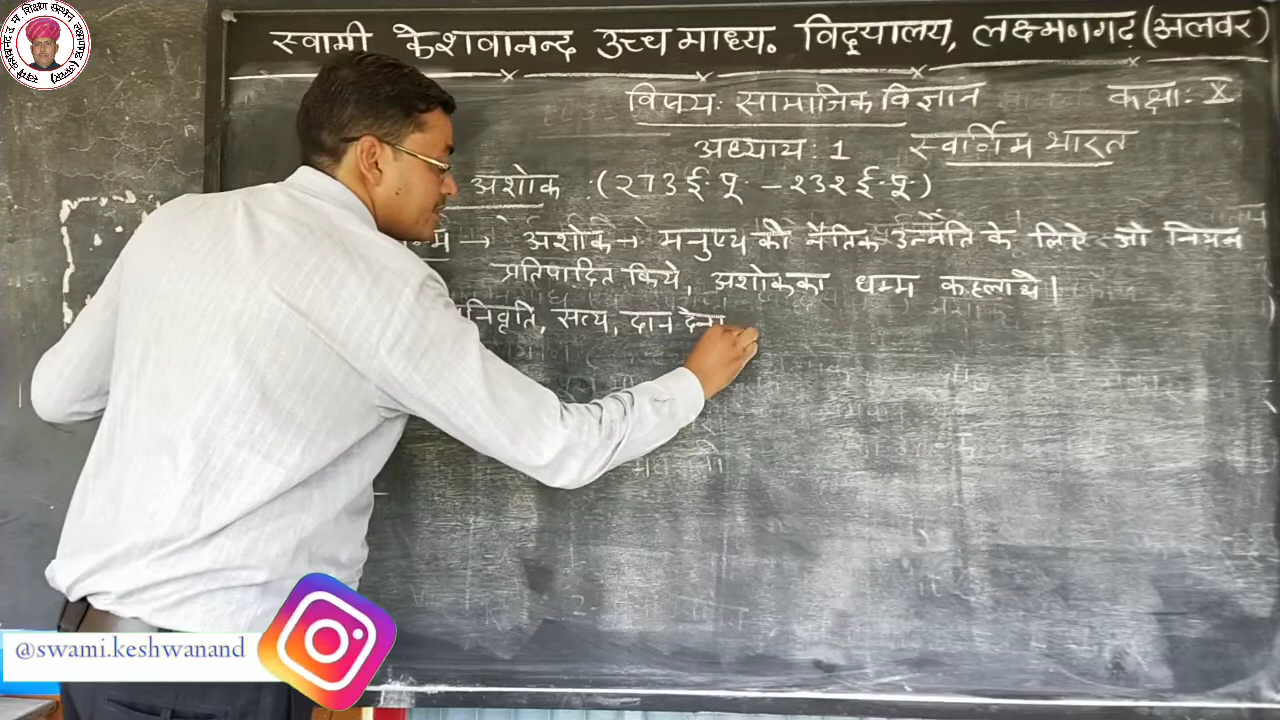 स्वामी केशवानन्द उच्च माध्य. विद्यालय, लक्ष्मणगढ़ (अलवर)
विषय: सामाजिक विज्ञान कक्षा: X
अध्याय: 1 स्वर्णिम भारत
अशोक :(273 ई.पू. - 232 ई.पू.)
→ अशोक → मनुष्य की नैतिक उन्नति के लिए जो नियम
प्रतिपादित किये, अशोक का धम्म कहलाये।
सत्य, दान देना
@swami.keshwanand